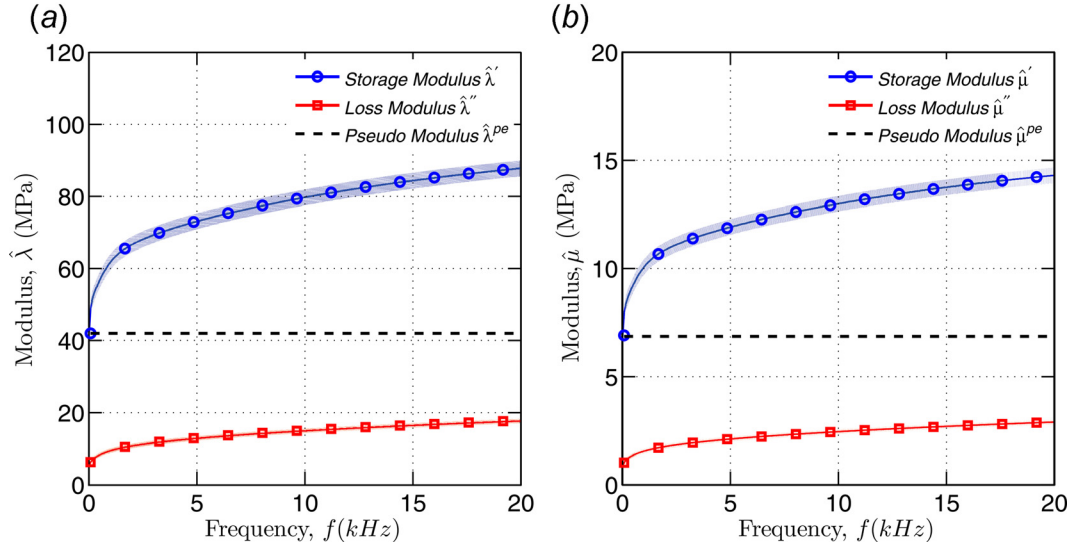 (a)
120
100
80
60
40
20
0
0 5 10 15 20
Modulus, λ̂ (MPa)
Frequency, f(kHz)
Storage Modulus λ̂′
Loss Modulus λ̂″
Pseudo Modulus λ̂ᵖᵉ
(b)
20
15
10
5
0
0 5 10 15 20
Modulus, μ̂ (MPa)
Frequency, f(kHz)
Storage Modulus μ̂′
Loss Modulus μ̂″
Pseudo Modulus μ̂ᵖᵉ